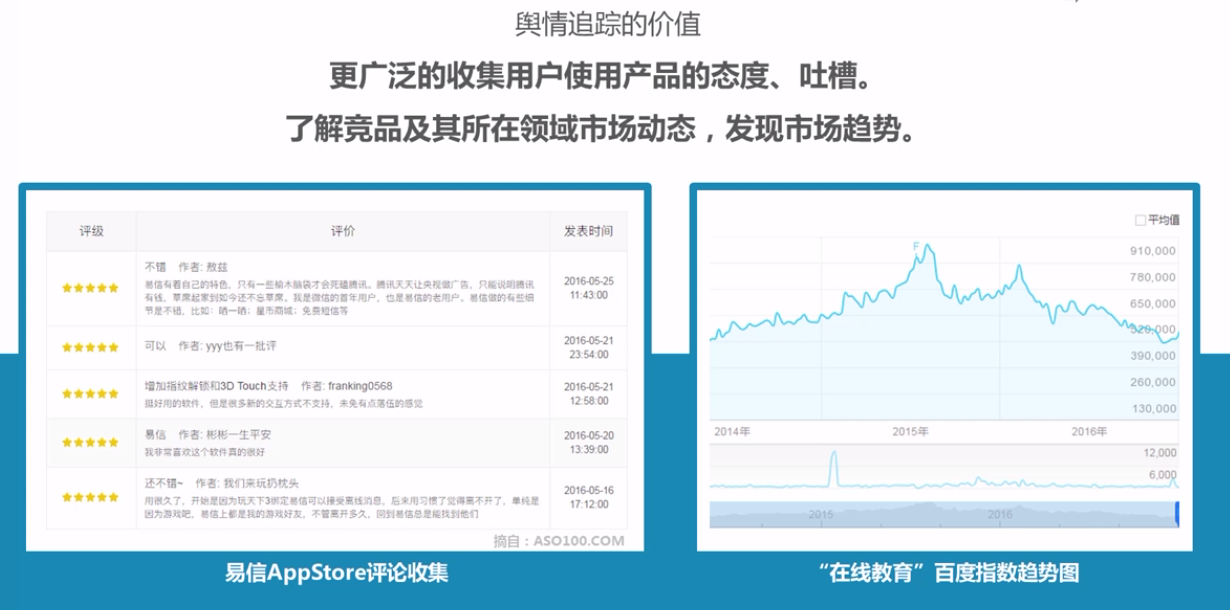 舆情追踪的价值
更广泛的收集用户使用产品的态度、吐槽。
了解竞品及其所在领域市场动态，发现市场趋势。
评级 评价 发表时间
不错 作者: 敖兹
易信有着自己的特色，只有一些榆木脑袋才会死磕腾讯。腾讯天天让央视做广告，只能说明腾讯
有钱，草席起家到如今还不忘草席。我是微信的首年用户，也是易信的老用户。易信做的有些细
节是不错，比如：晒一晒；星币商城；免费短信等
2016-05-25
11:43:00
可以 作者: yyy也有一批评
2016-05-21
23:54:00
增加指纹解锁和3D Touch支持 作者: franking0568
挺好用的软件，但是很多新的交互方式不支持，未免有点落伍的感觉
2016-05-21
12:58:00
易信 作者: 彬彬一生平安
我非常喜欢这个软件真的很好
2016-05-20
13:39:00
还不错~ 作者: 我们来玩扔枕头
用很久了，开始是因为玩天下3绑定易信可以接受离线消息，后来用习惯了觉得离不开了，单纯是
因为游戏吧，易信上都是我的游戏好友，不管离开多久，回到易信总是能找到他们
2016-05-16
17:12:00
摘自：ASO100.COM
易信AppStore评论收集
平均值
F
910,000
780,000
650,000
520,000
390,000
260,000
130,000
2014年 2015年 2016年
12,000
6,000
2015 2016
“在线教育”百度指数趋势图